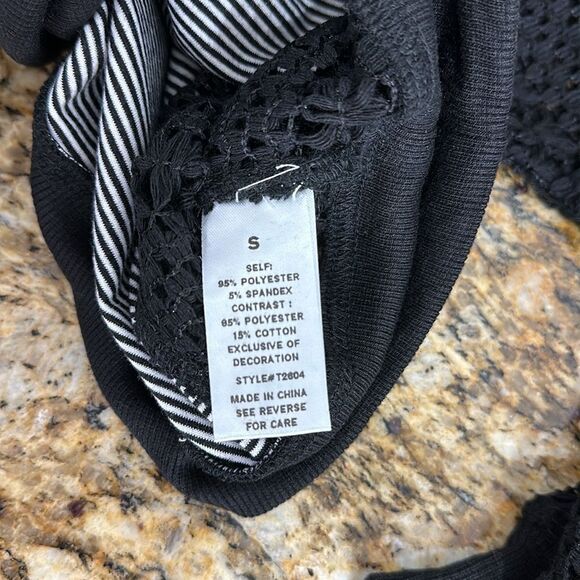 S
SELF:
95% POLYESTER
5% SPANDEX
CONTRAST :
85% POLYESTER
15% COTTON
EXCLUSIVE OF
DECORATION
STYLE#T2604
MADE IN CHINA
SEE REVERSE
FOR CARE